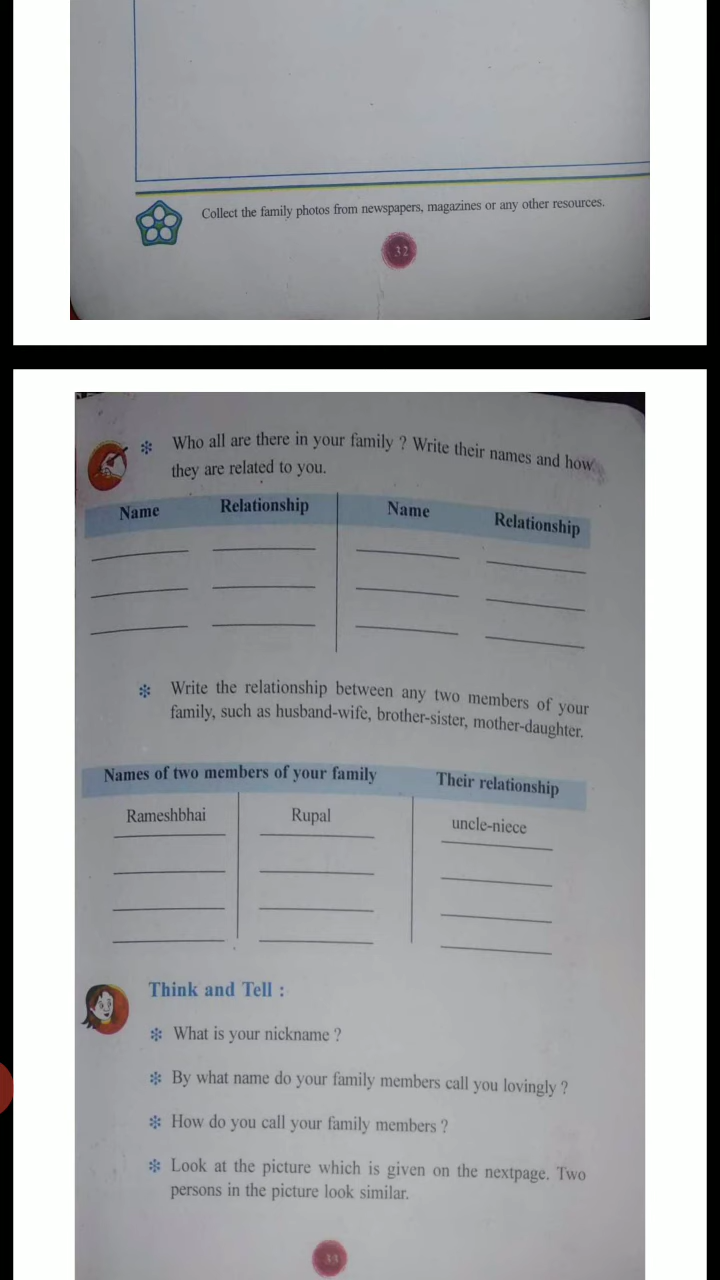 Collect the family photos from newspapers, magazines or any other resources.
32
Who all are there in your family ? Write their names and how
they are related to you.
Name Relationship Name Relationship
Write the relationship between any two members of your
family, such as husband-wife, brother-sister, mother-daughter.
Names of two members of your family Their relationship
Rameshbhai Rupal uncle-niece
Think and Tell :
What is your nickname ?
By what name do your family members call you lovingly ?
How do you call your family members ?
Look at the picture which is given on the nextpage. Two
persons in the picture look similar.
33